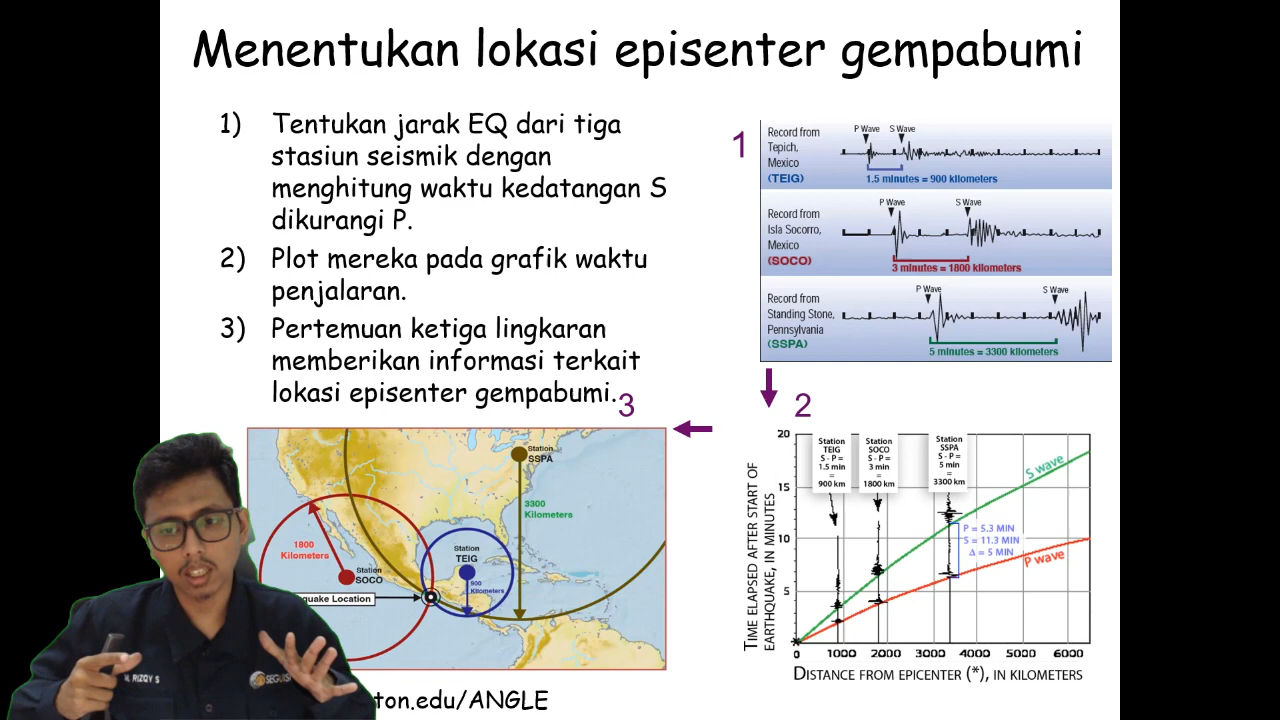 Menentukan lokasi episenter gempabumi
1) Tentukan jarak EQ dari tiga
stasiun seismik dengan
menghitung waktu kedatangan S
dikurangi P.
2) Plot mereka pada grafik waktu
penjalaran.
3) Pertemuan ketiga lingkaran
memberikan informasi terkait
lokasi episenter gempabumi.
1
Record from
Tepich,
Mexico
(TEIG)
P Wave
S Wave
1.5 minutes = 900 kilometers
Record from
Isla Socorro,
Mexico
(SOCO)
P Wave
S Wave
3 minutes = 1800 kilometers
Record from
Standing Stone,
Pennsylvania
(SSPA)
P Wave
S Wave
5 minutes = 3300 kilometers
2
TIME ELAPSED AFTER START OF
EARTHQUAKE, IN MINUTES
20
15
10
5
Station
TEIG
S - P =
1.5 min
=
900 km
Station
SOCO
S - P =
3 min
=
1800 km
Station
SSPA
S - P =
5 min
=
3300 km
S wave
P = 5.3 MIN
S = 11.3 MIN
Δ = 5 MIN
P wave
0 1000 2000 3000 4000 5000 6000
DISTANCE FROM EPICENTER (*), IN KILOMETERS
3
Station
SSPA
3300
Kilometers
1800
Kilometers
Station
SOCO
Station
TEIG
900
Kilometers
quake Location
ton.edu/ANGLE
M. RIZQY S